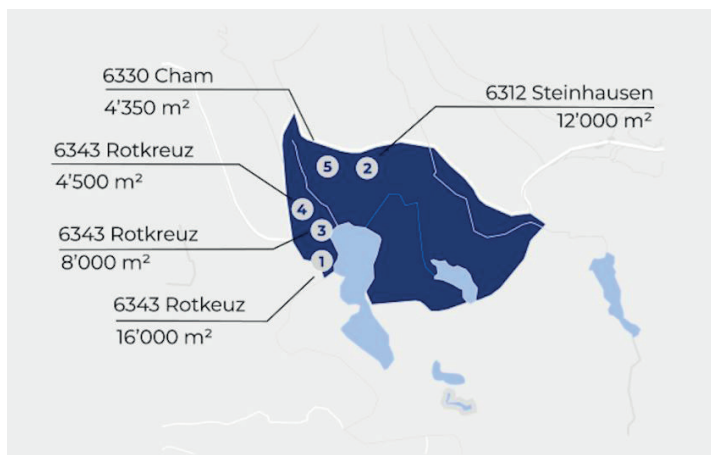 6330 Cham
4’350 m²
6312 Steinhausen
12’000 m²
6343 Rotkreuz
4’500 m²
6343 Rotkreuz
8’000 m²
6343 Rotkeuz
16’000 m²
5
2
4
3
1